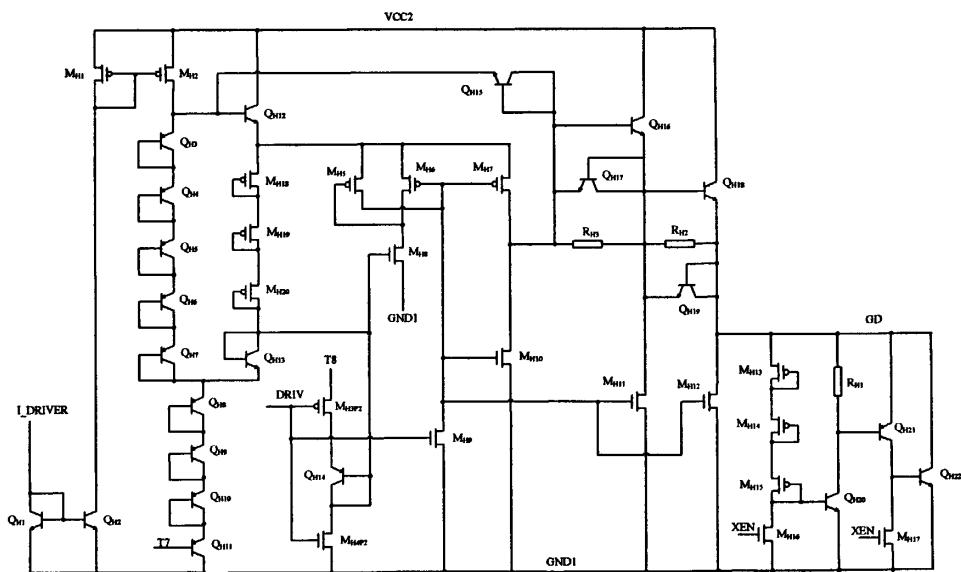 VCC2
MH1
MH2
QH15
QH12
QH16
QH3
MH5
MH6
MH7
QH17
MH18
QH4
QH18
MH19
RH3
RH2
QH5
MH8
MH20
QH6
GND1
QH19
GD
QH7
QH13
T8
MH10
MH13
RH1
DRIV
MH3P2
MH11
MH12
QH8
I_DRIVER
MH14
QH21
MH9
QH9
QH14
QH22
MH15
QH10
QH20
QH1
QH2
MH4P2
XEN
MH16
XEN
MH17
T7
QH11
GND1